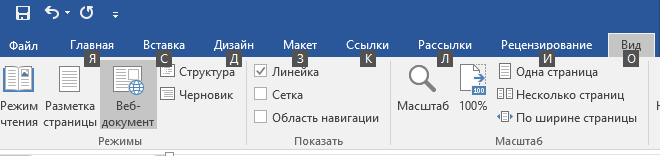 Файл Главная Вставка Дизайн Макет Ссылки Рассылки Рецензирование Вид
Я С Д З К Л И О
Режим чтения
Разметка страницы
Веб-документ
Структура
Черновик
Режимы
Линейка
Сетка
Область навигации
Показать
Масштаб
100
100%
Одна страница
Несколько страниц
По ширине страницы
Масштаб